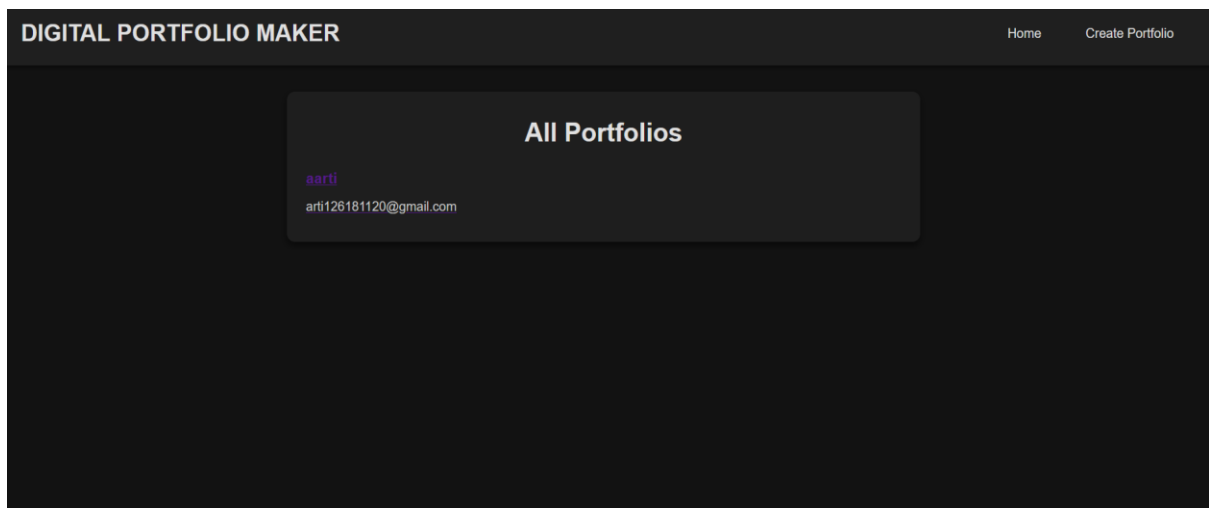 DIGITAL PORTFOLIO MAKER
Home Create Portfolio
All Portfolios
aarti
arti126181120@gmail.com